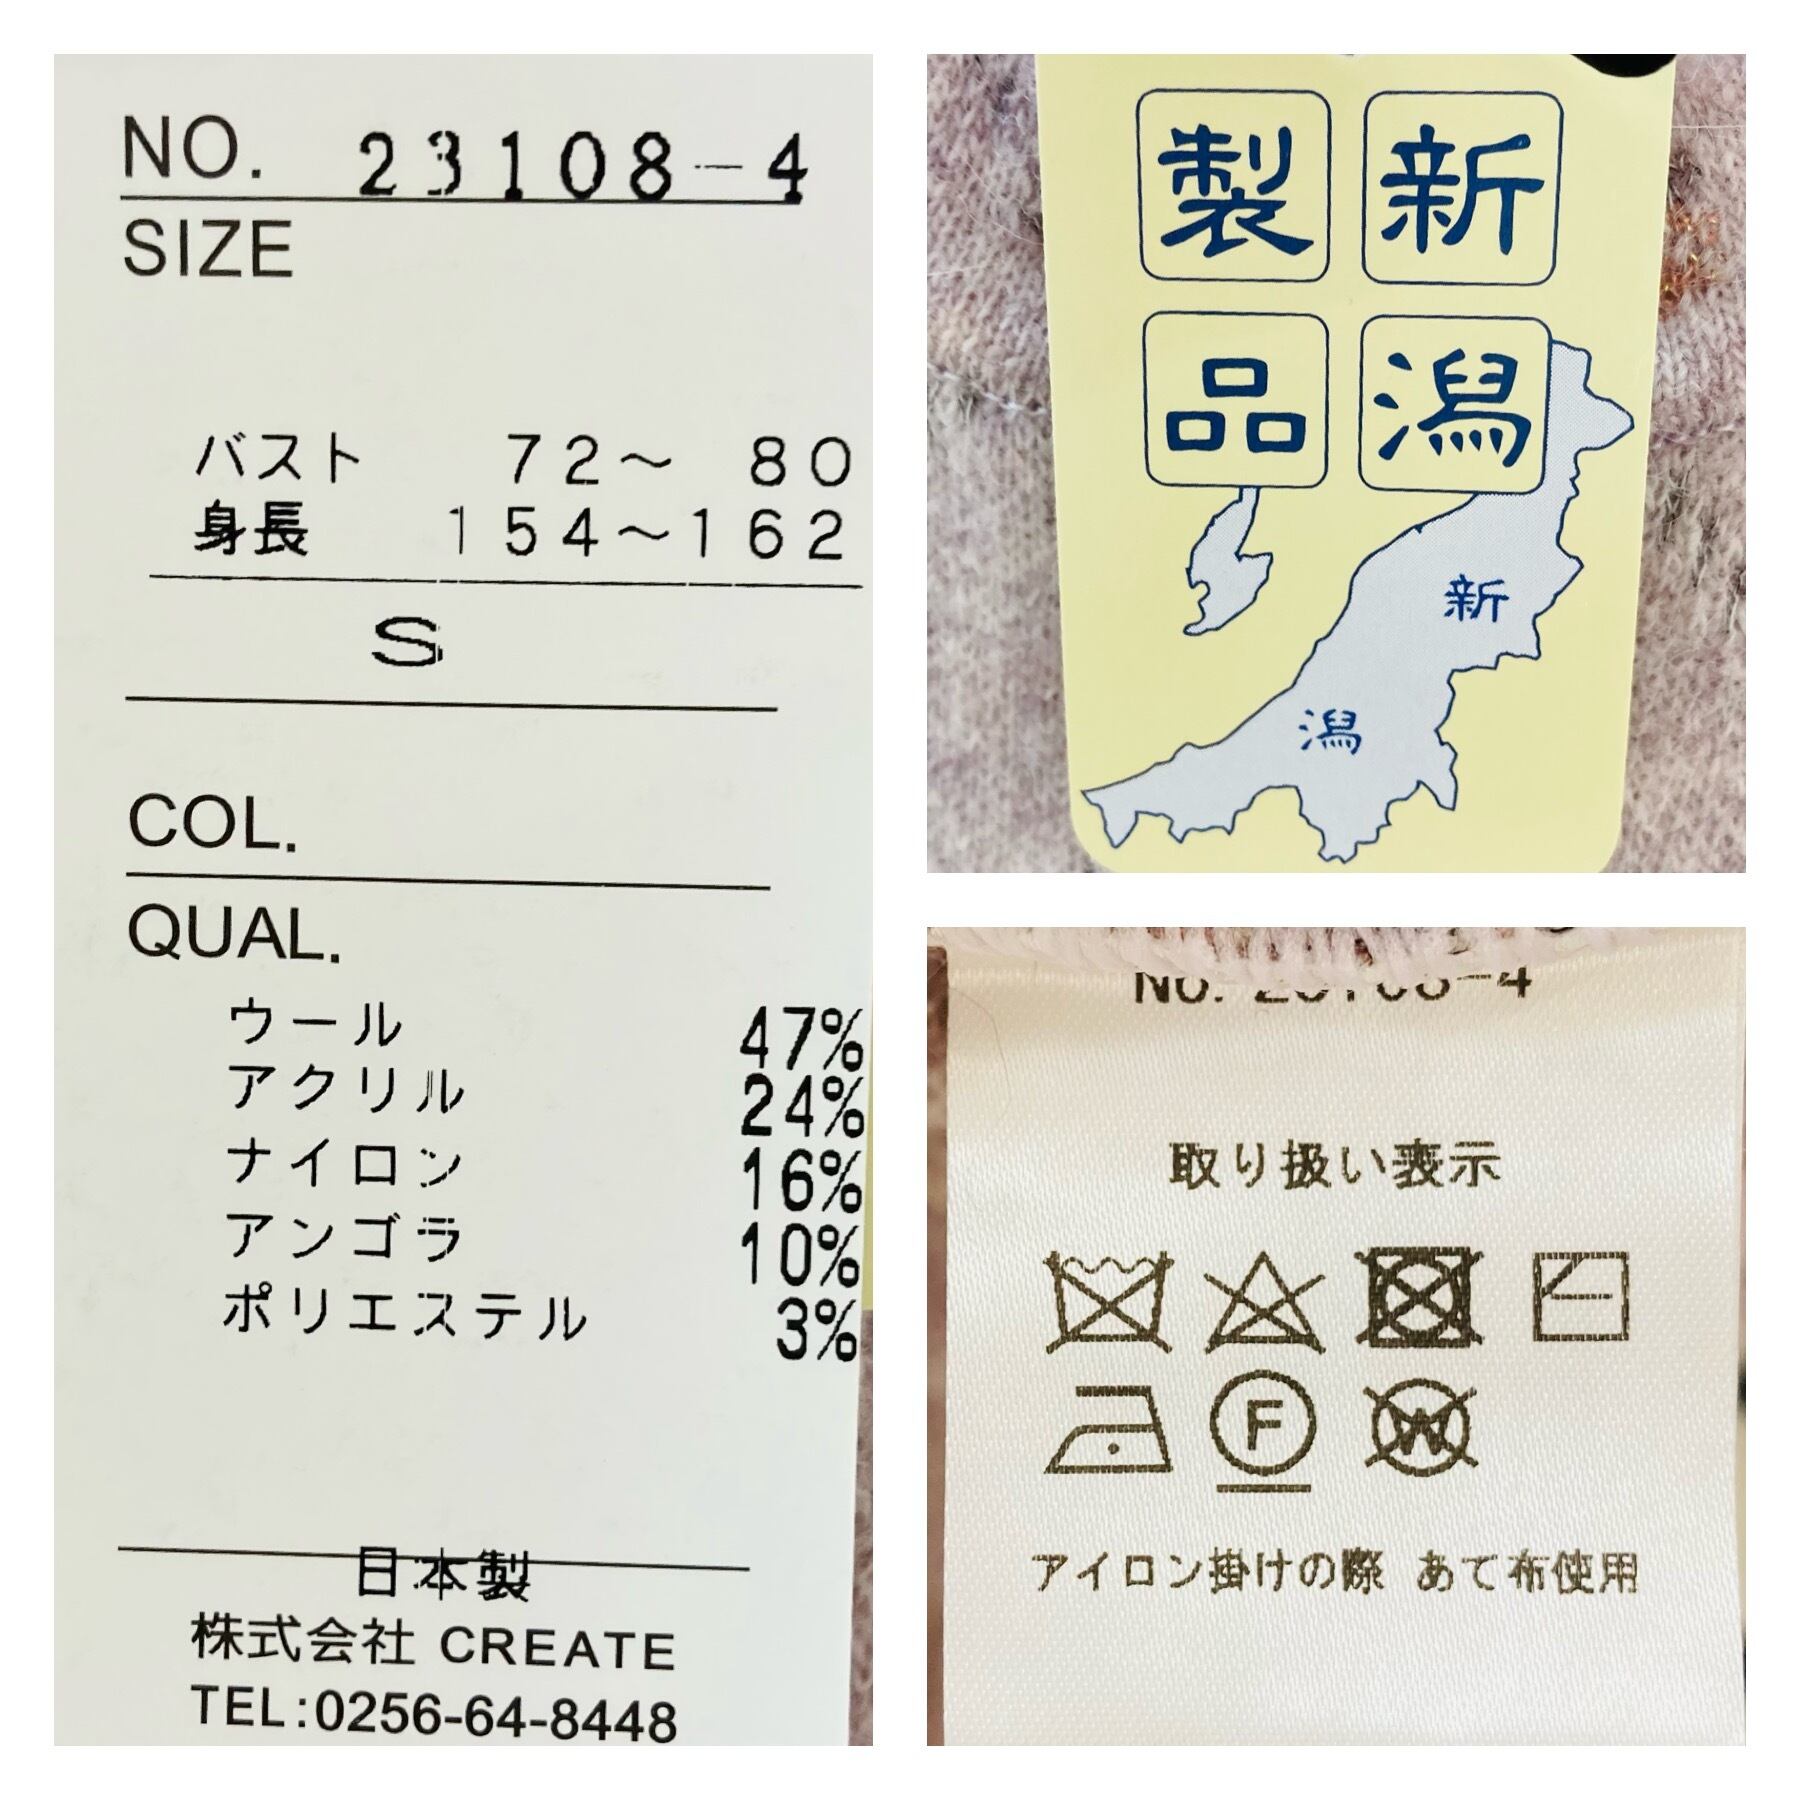 NO. 23108-4
SIZE
バスト 72～ 80
身長 154～162
S
COL.
QUAL.
ウール 47%
アクリル 24%
ナイロン 16%
アンゴラ 10%
ポリエステル 3%
日本製
株式会社 CREATE
TEL:0256-64-8448
新潟
製品
新
潟
No. 23108-4
取り扱い表示
F
W
アイロン掛けの際 あて布使用